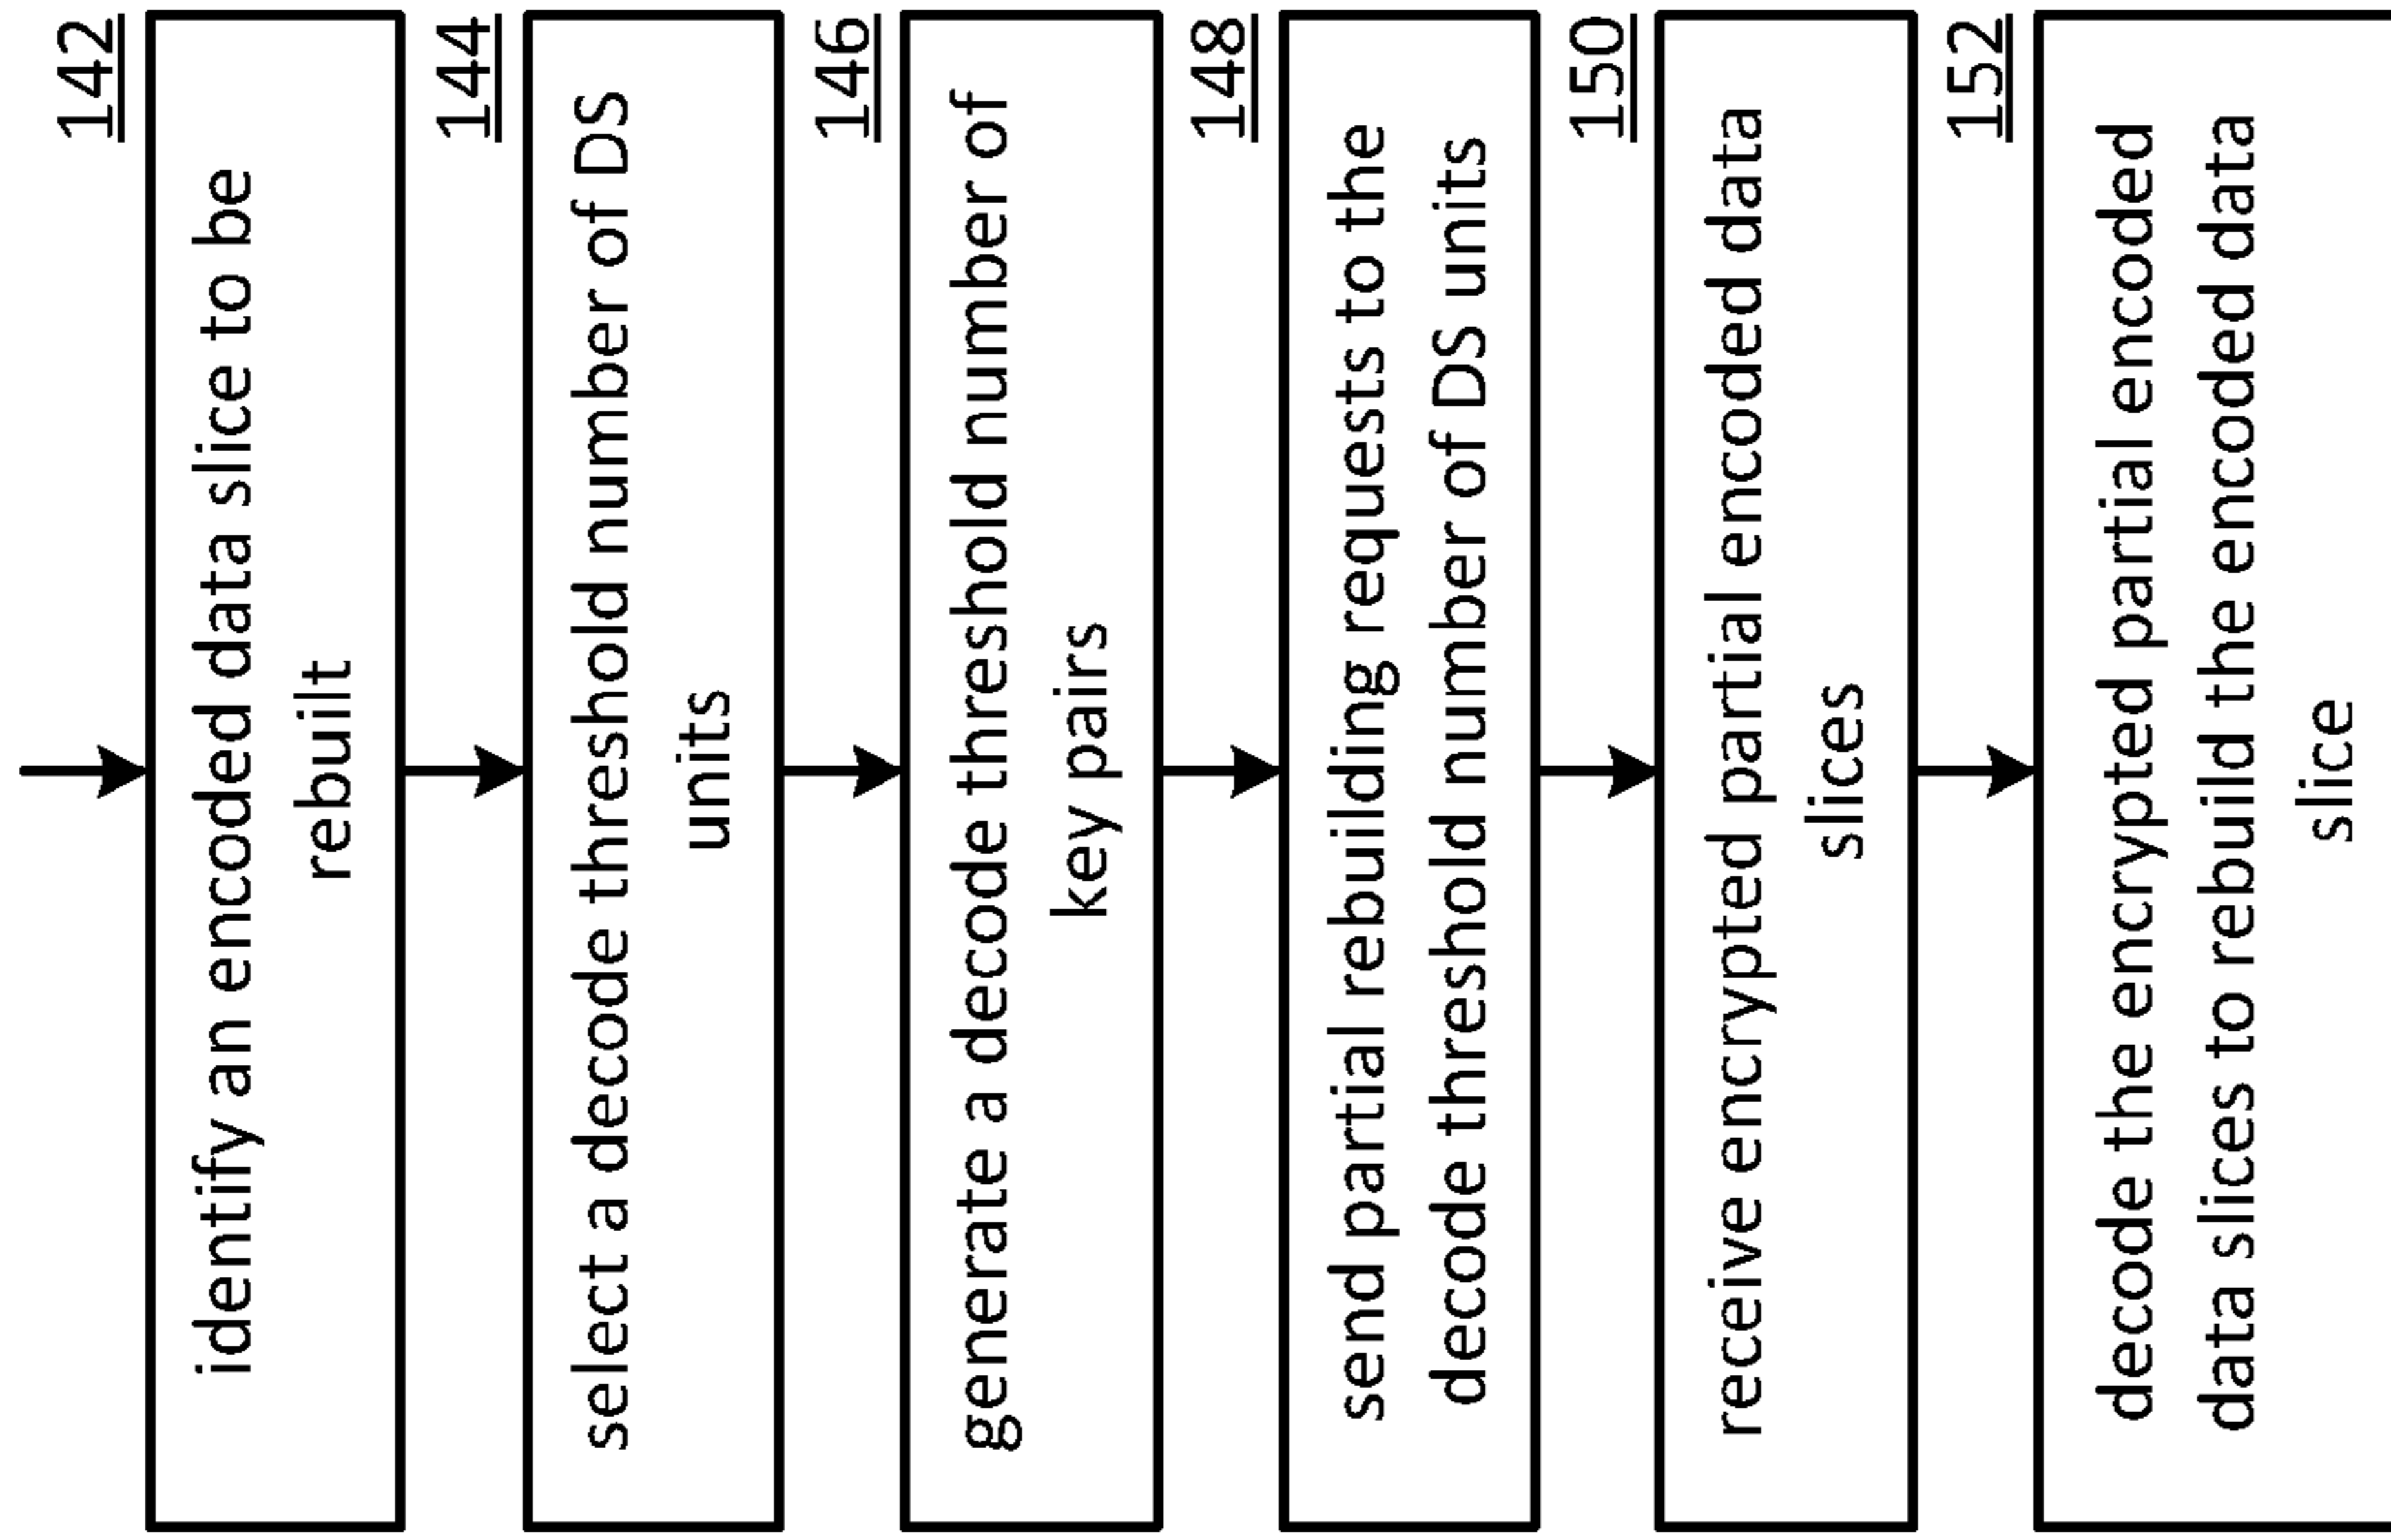 142
identify an encoded data slice to be
rebuilt
144
select a decode threshold number of DS
units
146
generate a decode threshold number of
key pairs
148
send partial rebuilding requests to the
decode threshold number of DS units
150
receive encrypted partial encoded data
slices
152
decode the encrypted partial encoded
data slices to rebuild the encoded data
slice